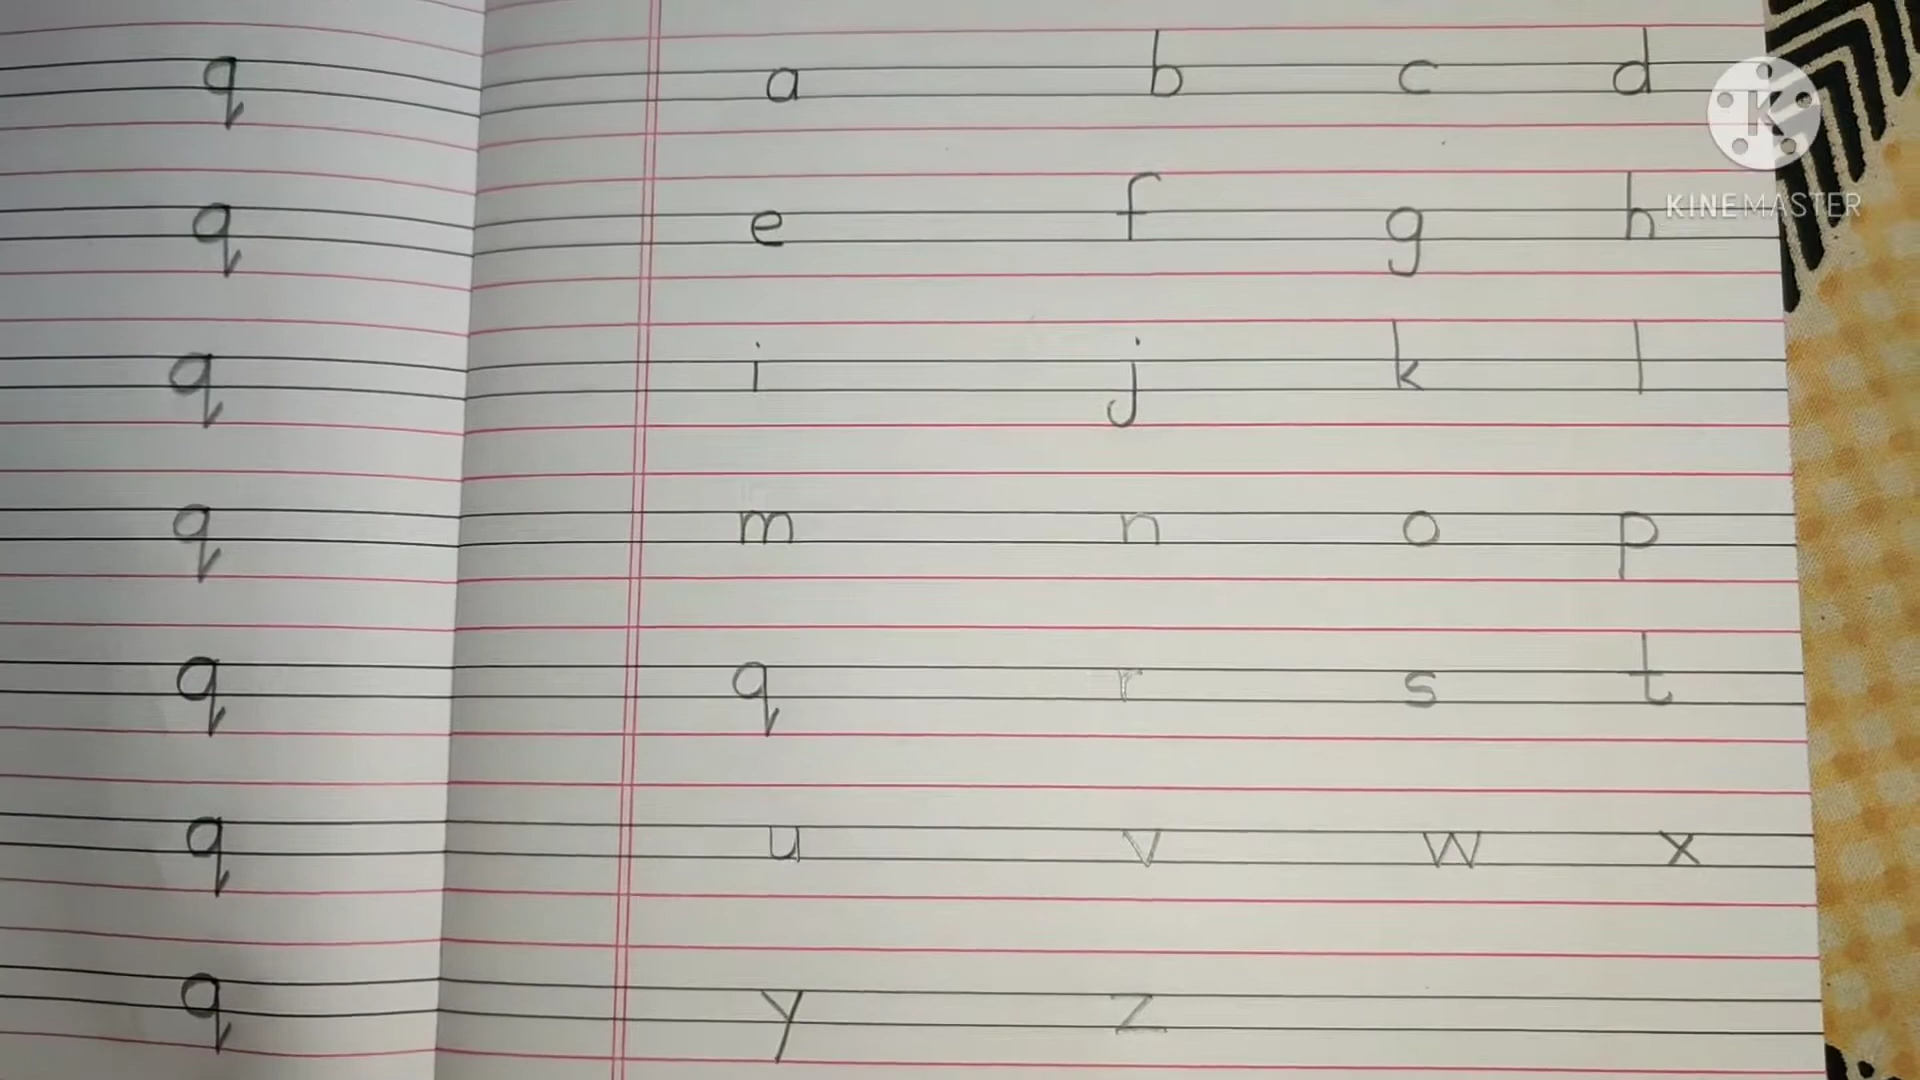 q
q
q
q
q
q
q
a b c d
e f g h
i j k l
m n o p
q r s t
u v w x
y z
K
KINEMASTER